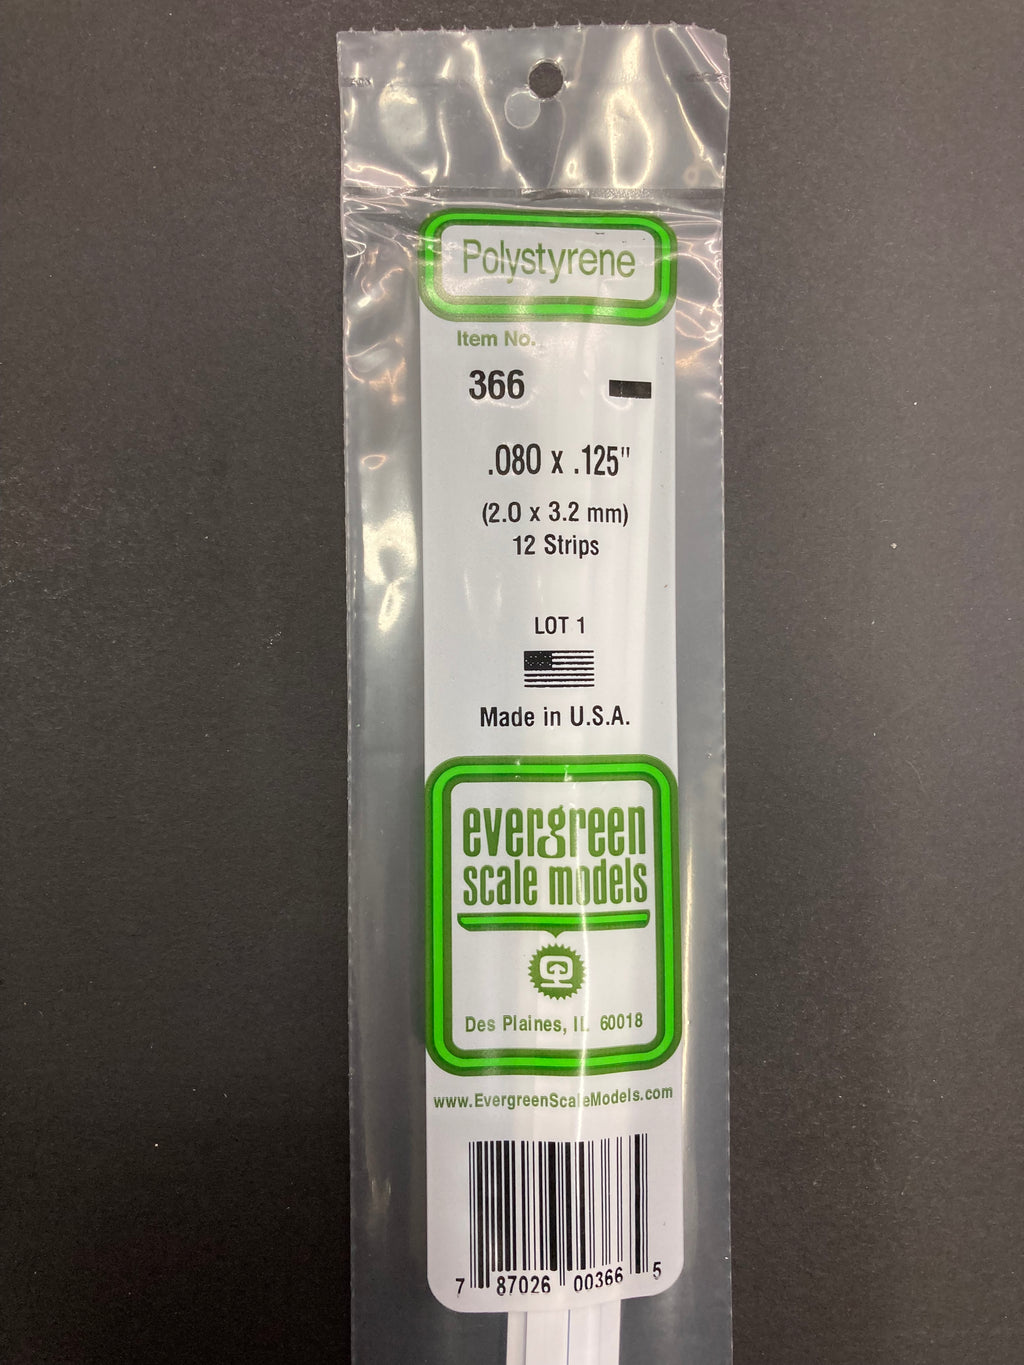 Polystyrene
Item No.
366
.080 x .125"
(2.0 x 3.2 mm)
12 Strips
LOT 1
Made in U.S.A.
evergreen
scale models
Des Plaines, IL 60018
www.EvergreenScaleModels.com
7 87026 00366 5